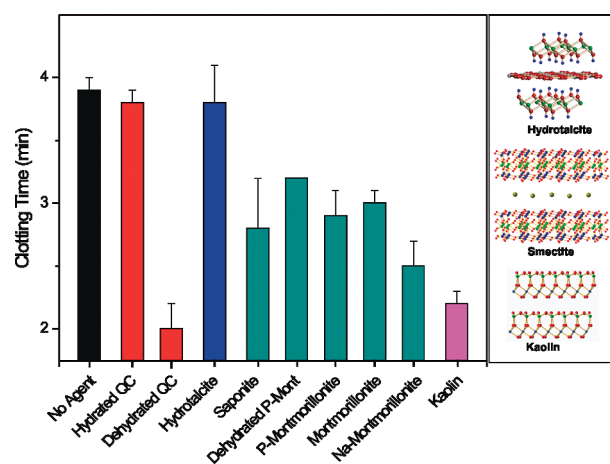 Clotting Time (min)
4
3
2
No Agent
Hydrated QC
Dehydrated QC
Hydrotalcite
Saponite
Dehydrated P-Mont
P-Montmorillonite
Montmorillonite
Na-Montmorillonite
Kaolin
Hydrotalcite
Smectite
Kaolin